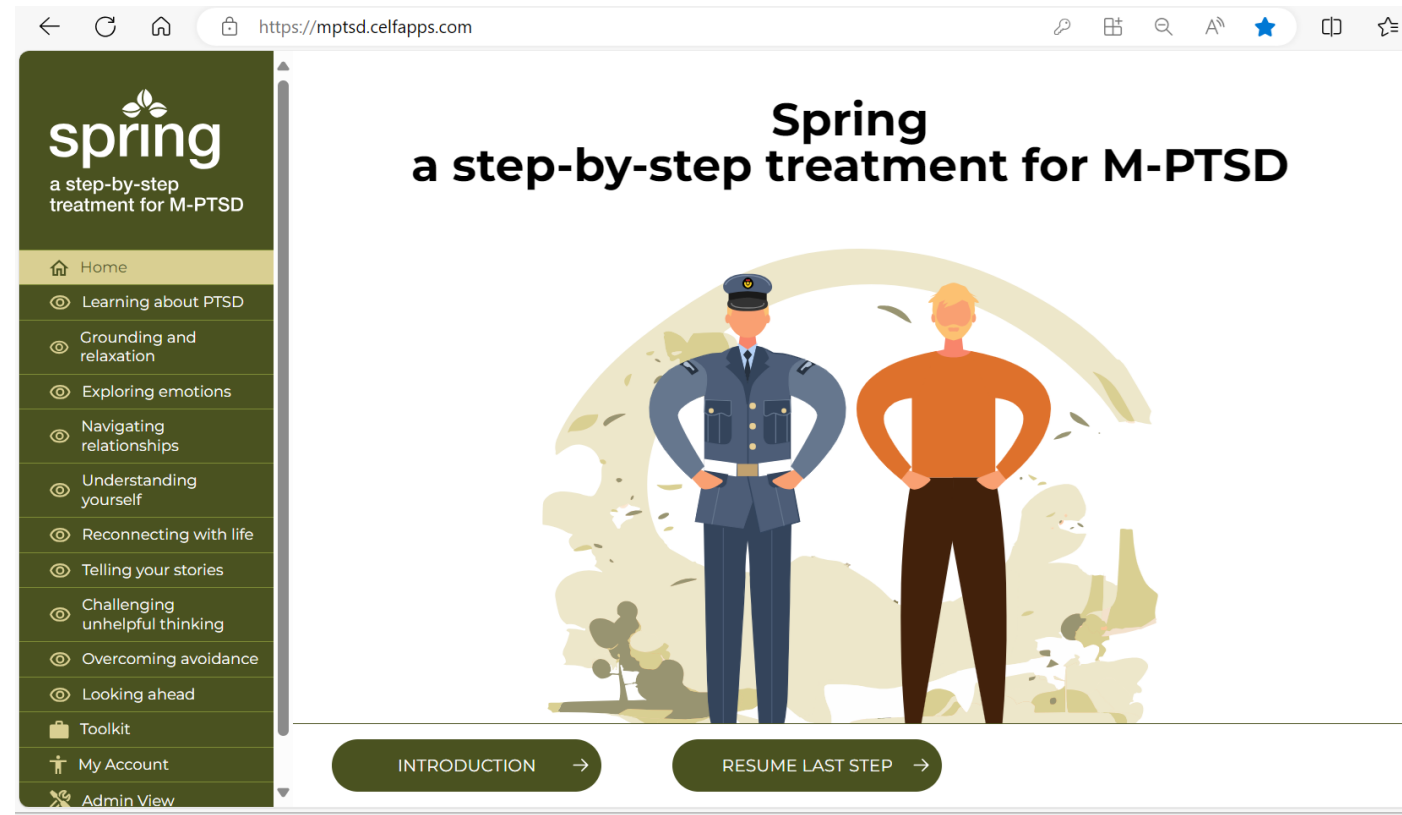 https://mptsd.celfapps.com
spring
a step-by-step
treatment for M-PTSD
Home
Learning about PTSD
Grounding and
relaxation
Exploring emotions
Navigating
relationships
Understanding
yourself
Reconnecting with life
Telling your stories
Challenging
unhelpful thinking
Overcoming avoidance
Looking ahead
Toolkit
My Account
Admin View
Spring
a step-by-step treatment for M-PTSD
INTRODUCTION
RESUME LAST STEP